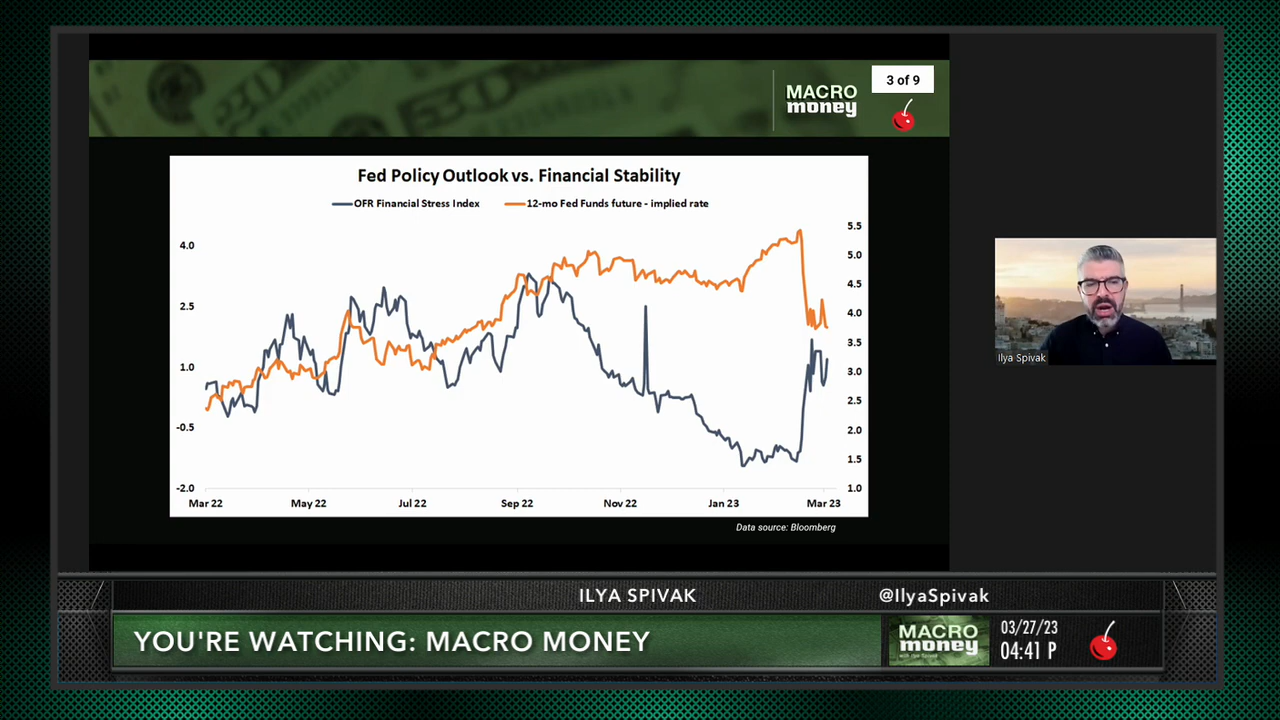 MACRO
money
3 of 9
Fed Policy Outlook vs. Financial Stability
OFR Financial Stress Index
12-mo Fed Funds future - implied rate
4.0
2.5
1.0
-0.5
-2.0
5.5
5.0
4.5
4.0
3.5
3.0
2.5
2.0
1.5
1.0
Mar 22
May 22
Jul 22
Sep 22
Nov 22
Jan 23
Mar 23
Data source: Bloomberg
Ilya Spivak
ILYA SPIVAK
@IlyaSpivak
YOU'RE WATCHING: MACRO MONEY
MACRO
money
with Ilya Spivak
03/27/23
04:41 P